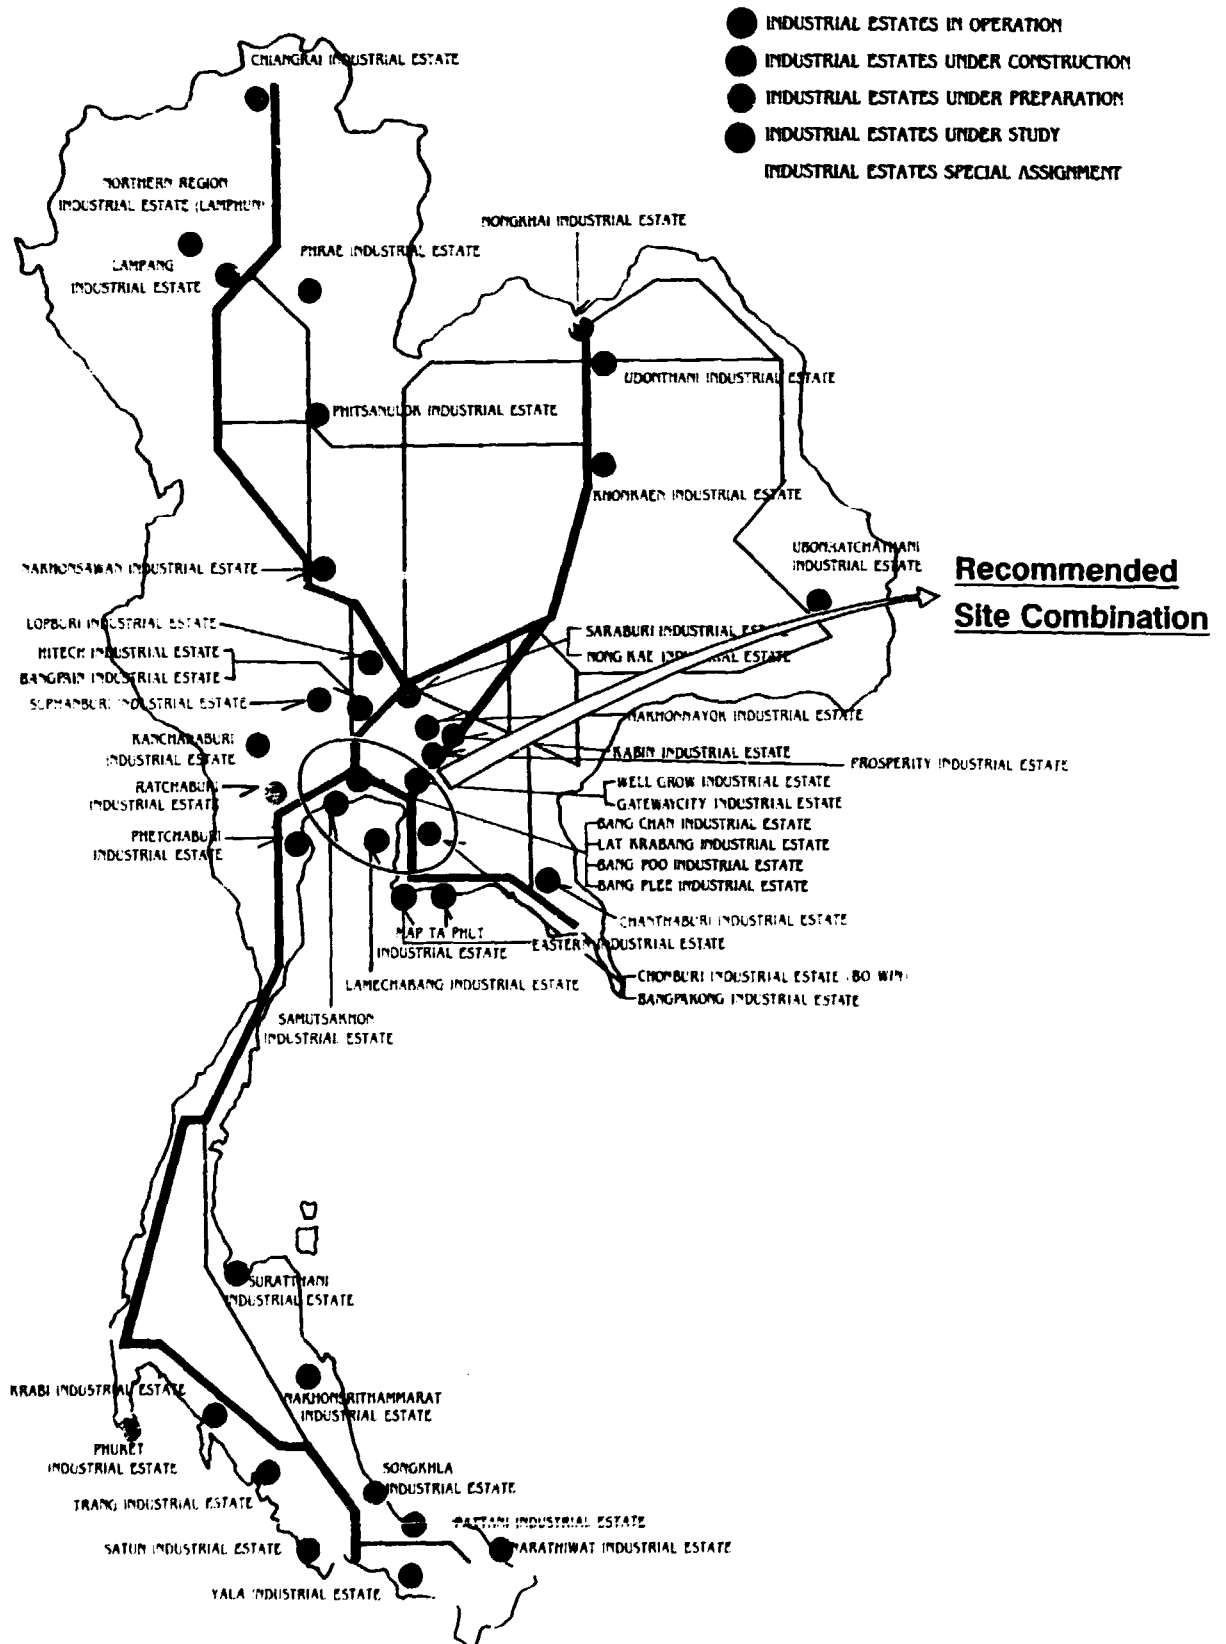 INDUSTRIAL ESTATES IN OPERATION
INDUSTRIAL ESTATES UNDER CONSTRUCTION
INDUSTRIAL ESTATES UNDER PREPARATION
INDUSTRIAL ESTATES UNDER STUDY
INDUSTRIAL ESTATES SPECIAL ASSIGNMENT
CHIANGRAI INDUSTRIAL ESTATE
NORTHERN REGION
INDUSTRIAL ESTATE (LAMPHUN)
LAMPANG
INDUSTRIAL ESTATE
PHRAE INDUSTRIAL ESTATE
NONGKHAI INDUSTRIAL ESTATE
UDONTHANI INDUSTRIAL ESTATE
PHITSANULOK INDUSTRIAL ESTATE
KHONKAEN INDUSTRIAL ESTATE
UBONRATCHATHANI
INDUSTRIAL ESTATE
Recommended
Site Combination
NAKHONSAWAN INDUSTRIAL ESTATE
LOPBURI INDUSTRIAL ESTATE
HITECH INDUSTRIAL ESTATE
BANGPAIN INDUSTRIAL ESTATE
SUPHANBURI INDUSTRIAL ESTATE
KANCHANABURI
INDUSTRIAL ESTATE
RATCHABURI
INDUSTRIAL ESTATE
PHETCHABURI
INDUSTRIAL ESTATE
SARABURI INDUSTRIAL ESTATE
NONG KAE INDUSTRIAL ESTATE
NAKHONNAYOK INDUSTRIAL ESTATE
KABIN INDUSTRIAL ESTATE
PROSPERITY INDUSTRIAL ESTATE
WELL GROW INDUSTRIAL ESTATE
GATEWAYCITY INDUSTRIAL ESTATE
BANG CHAN INDUSTRIAL ESTATE
LAT KRABANG INDUSTRIAL ESTATE
BANG POO INDUSTRIAL ESTATE
BANG PLEE INDUSTRIAL ESTATE
CHANTHABURI INDUSTRIAL ESTATE
MAP TA PHUT
INDUSTRIAL ESTATE
EASTERN INDUSTRIAL ESTATE
LAMECHABANG INDUSTRIAL ESTATE
CHONBURI INDUSTRIAL ESTATE (BO WIN)
BANGPAKONG INDUSTRIAL ESTATE
SAMUTSAKHON
INDUSTRIAL ESTATE
SURATTHANI
INDUSTRIAL ESTATE
KRABI INDUSTRIAL ESTATE
NAKHONSRITHAMMARAT
INDUSTRIAL ESTATE
PHUKET
INDUSTRIAL ESTATE
TRANG INDUSTRIAL ESTATE
SONGKHLA
INDUSTRIAL ESTATE
PATTANI INDUSTRIAL ESTATE
SATUN INDUSTRIAL ESTATE
NARATHIWAT INDUSTRIAL ESTATE
YALA INDUSTRIAL ESTATE